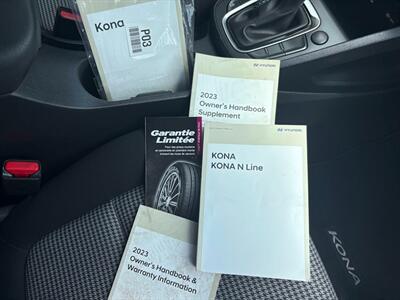 Kona
P03
HYUNDAI
2023
Owner's Handbook
Supplement
Garantie
Limitée
HYUNDAI
KONA
KONA N Line
2023
Owner's Handbook &
Warranty Information
KONA